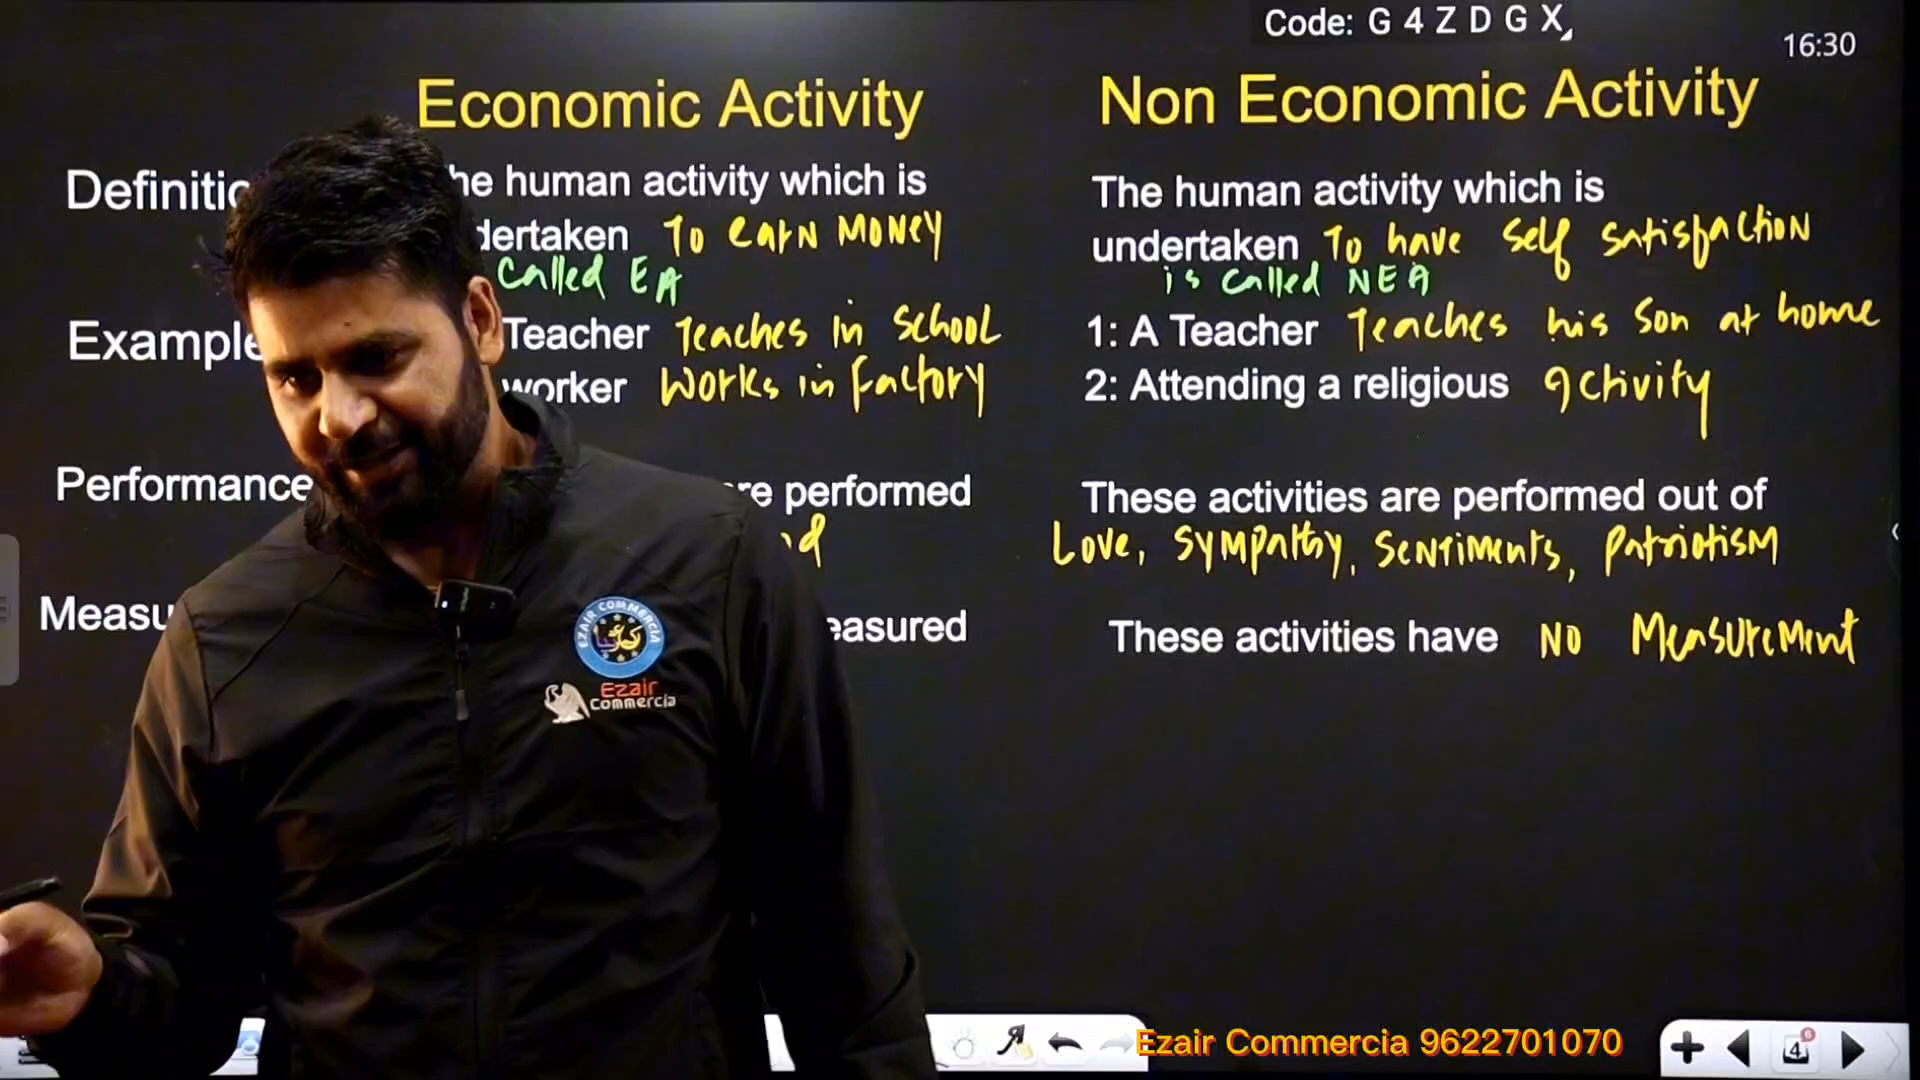 Code: G 4 Z D G X
16:30
Economic Activity
Non Economic Activity
Definitio
he human activity which is
dertaken To earn money
called EA
The human activity which is
undertaken To have self satisfaction
is called NEA
Example
Teacher Teaches in school
worker works in factory
1: A Teacher Teaches his son at home
2: Attending a religious activity
Performance
re performed
These activities are performed out of
Love, sympathy, sentiments, patriotism
Measu
easured
These activities have NO Measurement
EZAIR COMMERCIA
Ezair
Commercia
Ezair Commercia 9622701070
4
6